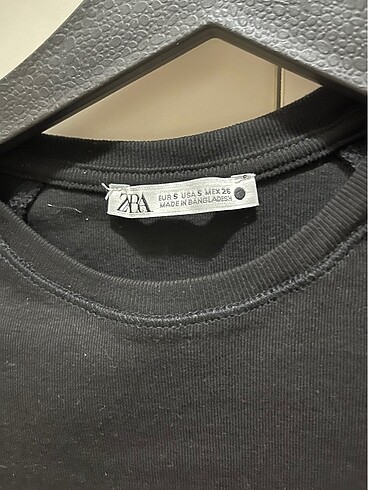 ZARA
EUR S USA S MEX 26
MADE IN BANGLADESH